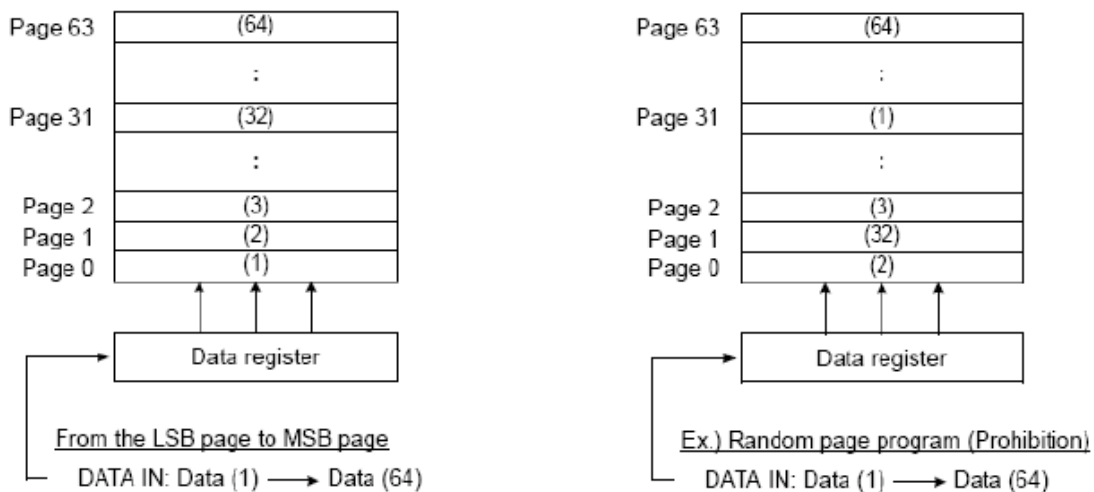 Page 63 (64)
:
Page 31 (32)
:
Page 2 (3)
Page 1 (2)
Page 0 (1)
Data register
From the LSB page to MSB page
DATA IN: Data (1) → Data (64)
Page 63 (64)
:
Page 31 (1)
:
Page 2 (3)
Page 1 (32)
Page 0 (2)
Data register
Ex.) Random page program (Prohibition)
DATA IN: Data (1) → Data (64)